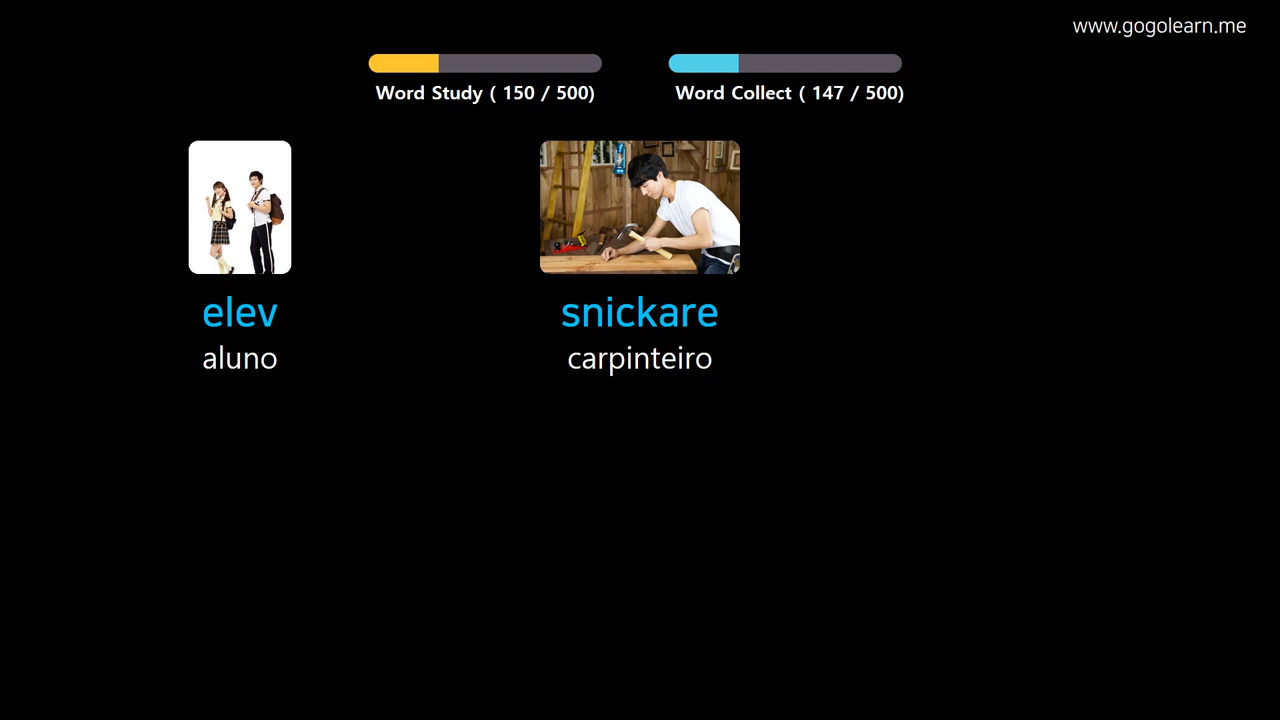 www.gogolearn.me
Word Study ( 150 / 500)
Word Collect ( 147 / 500)
elev
aluno
snickare
carpinteiro